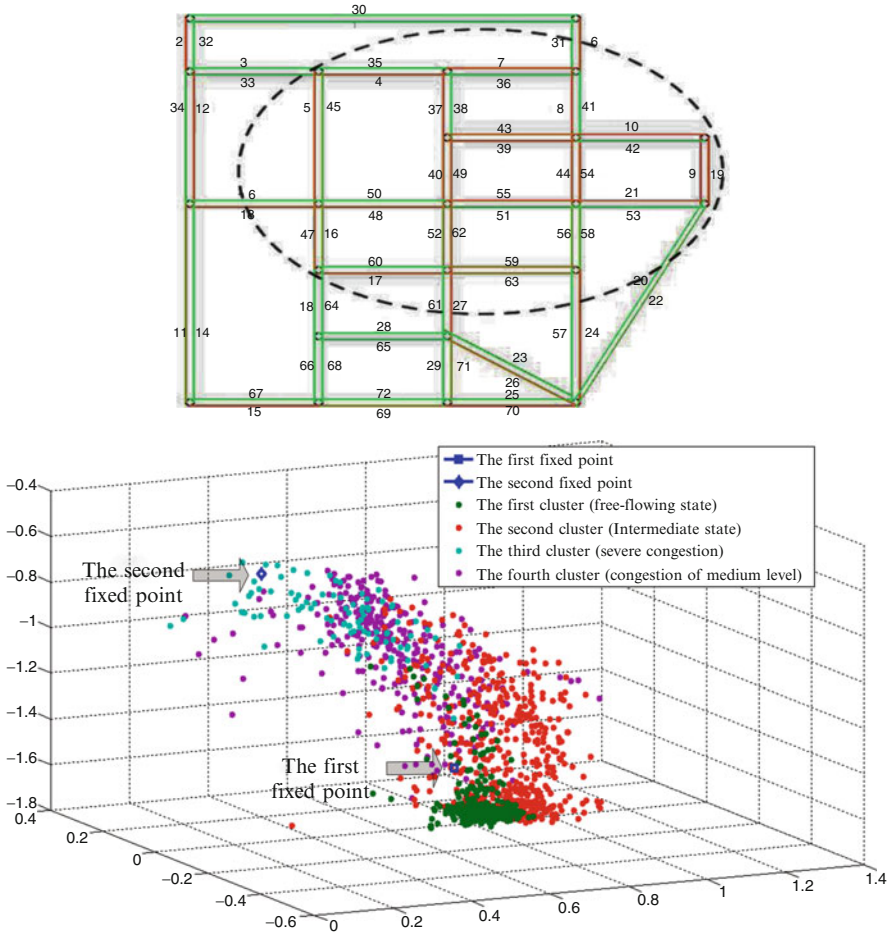 30
2 32 31 6
3 35 7
33 4 36
34 12 5 45 37 38 8 41
43 10
39 42
40 49 44 54 9 19
6 50 55 21
18 48 51 53
47 16 52 62 56 58
60 59
17 63
20
22
18 64 61 27 57 24
28
65
23
11 14 66 68 29 71
26
67 72 25
15 69 70
−0.4
−0.6
−0.8
−1
−1.2
−1.4
−1.6
−1.8
0.4
0.2
0
−0.2
−0.4
−0.6
0
0.2
0.4
0.6
0.8
1
1.2
1.4
The first fixed point
The second fixed point
The first cluster (free-flowing state)
The second cluster (Intermediate state)
The third cluster (severe congestion)
The fourth cluster (congestion of medium level)
The second
fixed point
The first
fixed point